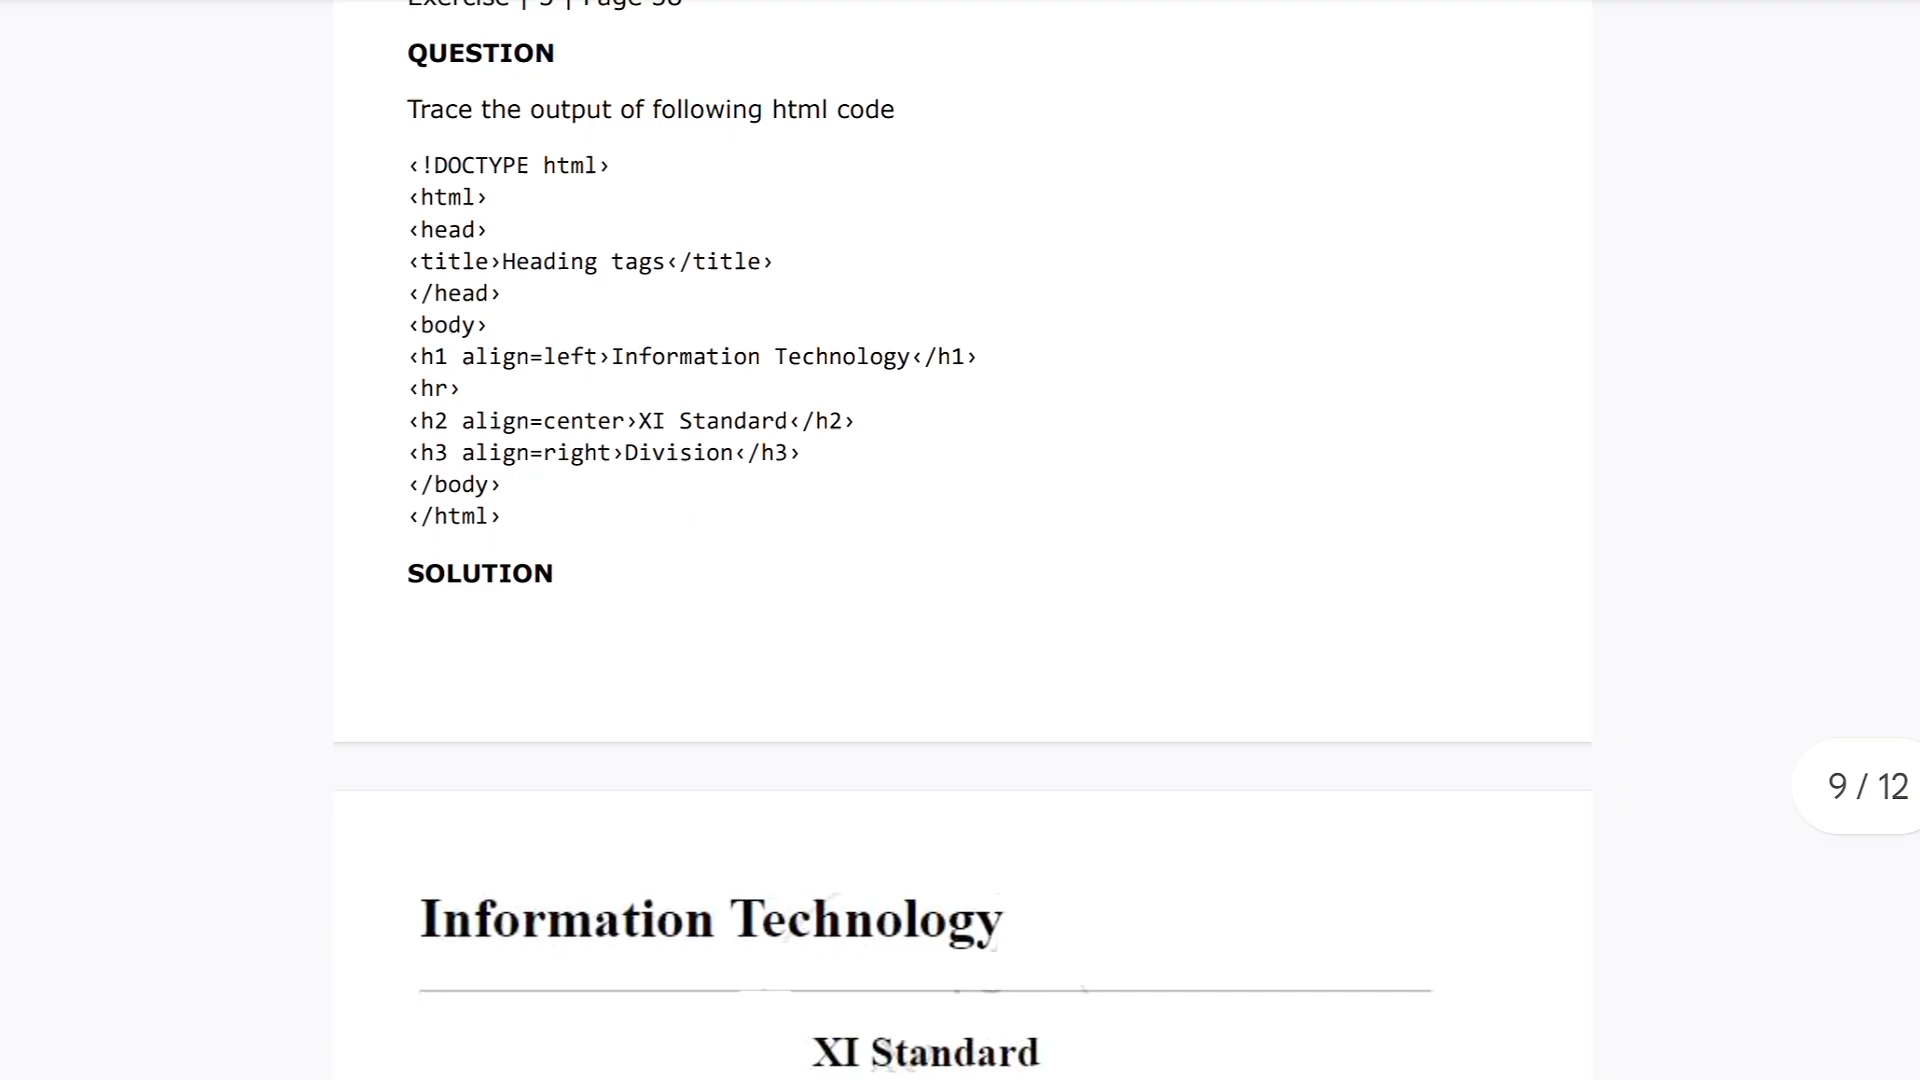 QUESTION
Trace the output of following html code
‹!DOCTYPE html›
‹html›
‹head›
‹title›Heading tags‹/title›
‹/head›
‹body›
‹h1 align=left›Information Technology‹/h1›
‹hr›
‹h2 align=center›XI Standard‹/h2›
‹h3 align=right›Division‹/h3›
‹/body›
‹/html›
SOLUTION
9 / 12
Information Technology
XI Standard